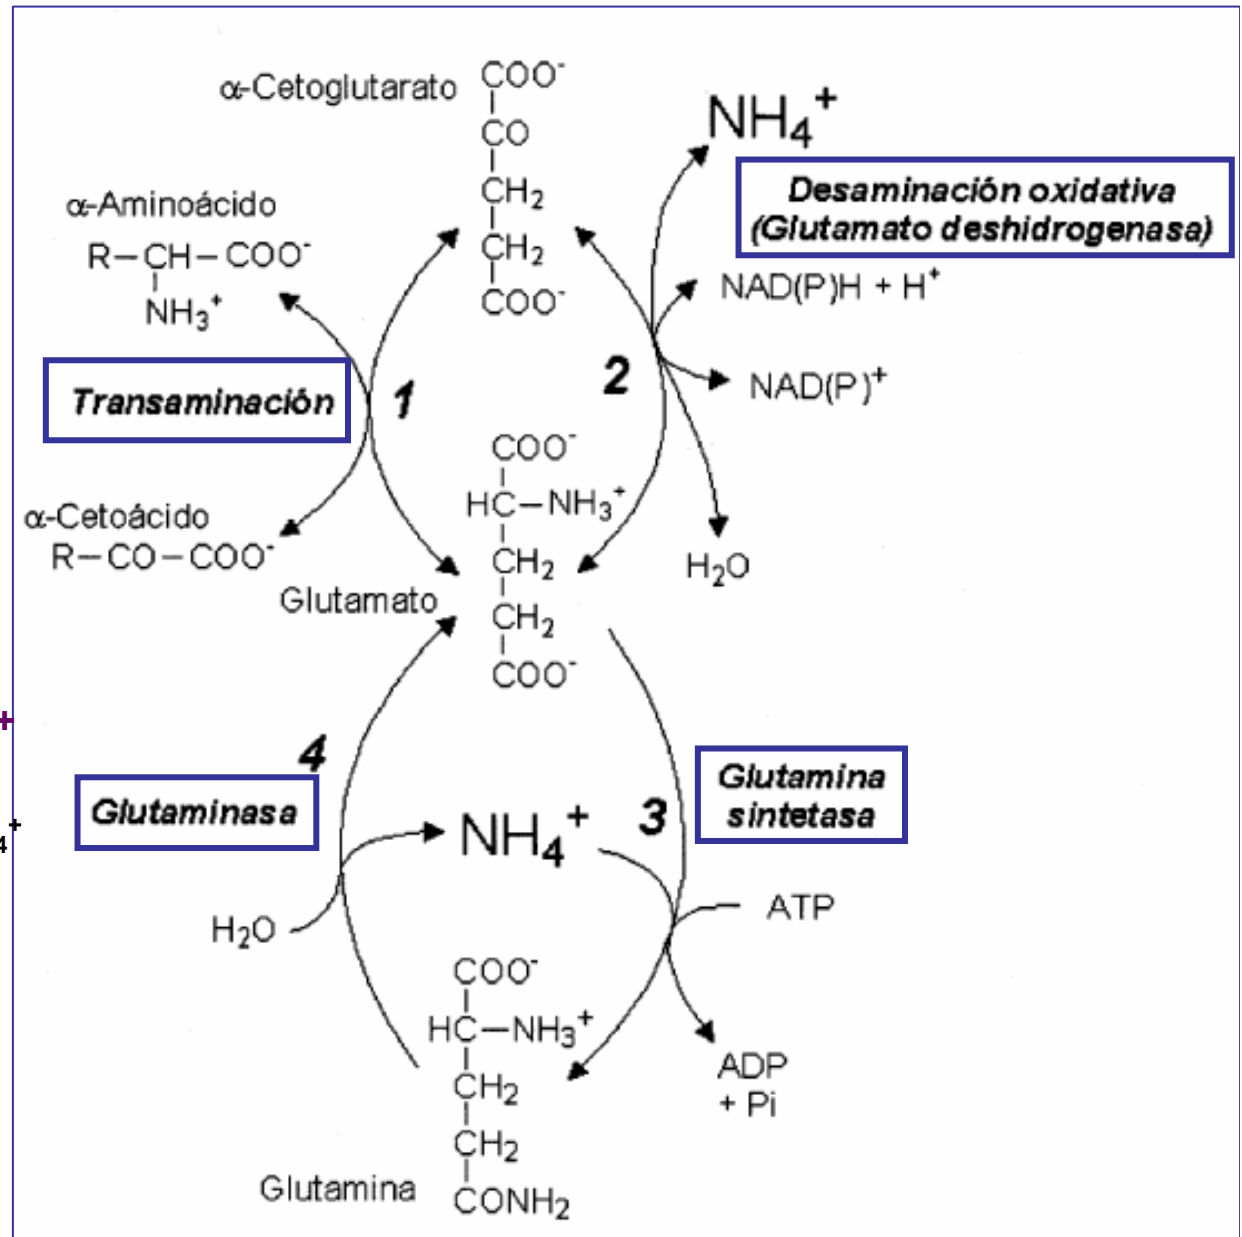 α-Cetoglutarato
COO⁻
CO
CH₂
CH₂
COO⁻
NH₄⁺
Desaminación oxidativa
(Glutamato deshidrogenasa)
NAD(P)H + H⁺
NAD(P)⁺
H₂O
2
α-Aminoácido
R–CH–COO⁻
NH₃⁺
Transaminación
1
α-Cetoácido
R–CO–COO⁻
Glutamato
COO⁻
HC–NH₃⁺
CH₂
CH₂
COO⁻
+
4
Glutaminasa
NH₄⁺
3
Glutamina
sintetasa
4⁺
H₂O
ATP
ADP
+ Pi
COO⁻
HC–NH₃⁺
CH₂
CH₂
CONH₂
Glutamina